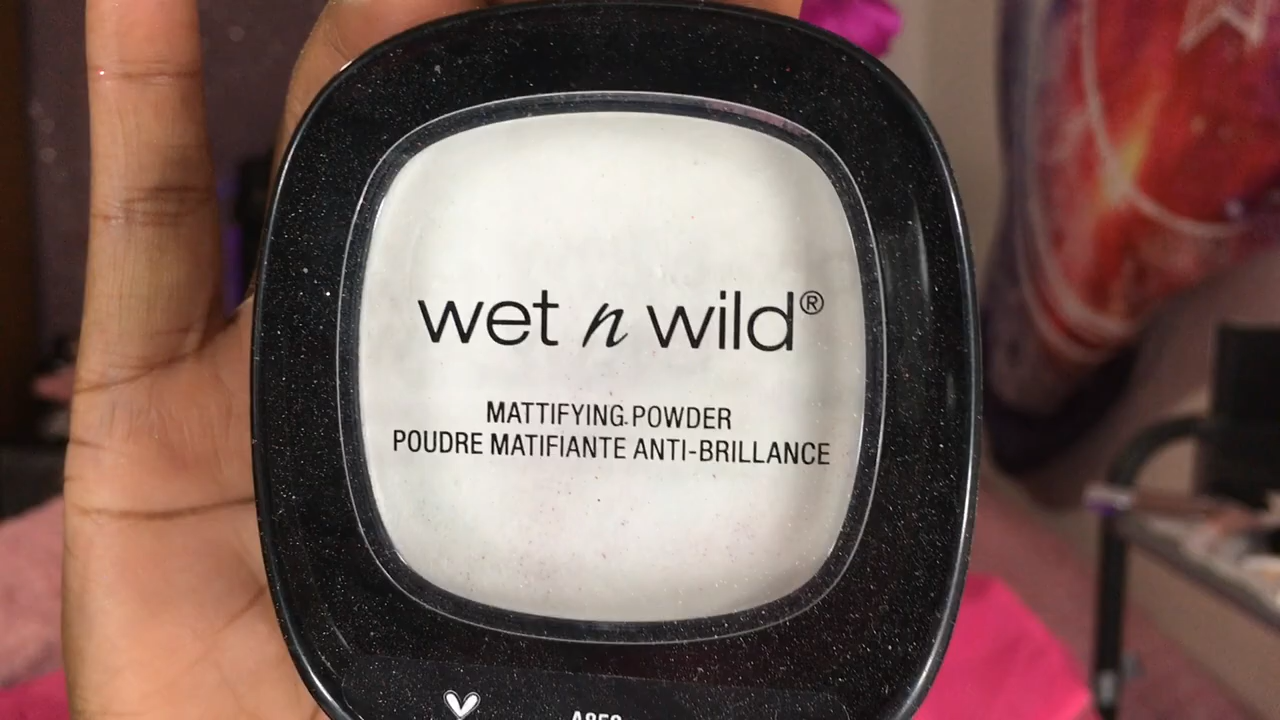 wet n wild®
MATTIFYING POWDER
POUDRE MATIFIANTE ANTI-BRILLANCE